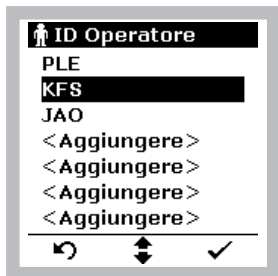 ID Operatore
PLE
KFS
JAO
<Aggiungere>
<Aggiungere>
<Aggiungere>
<Aggiungere>